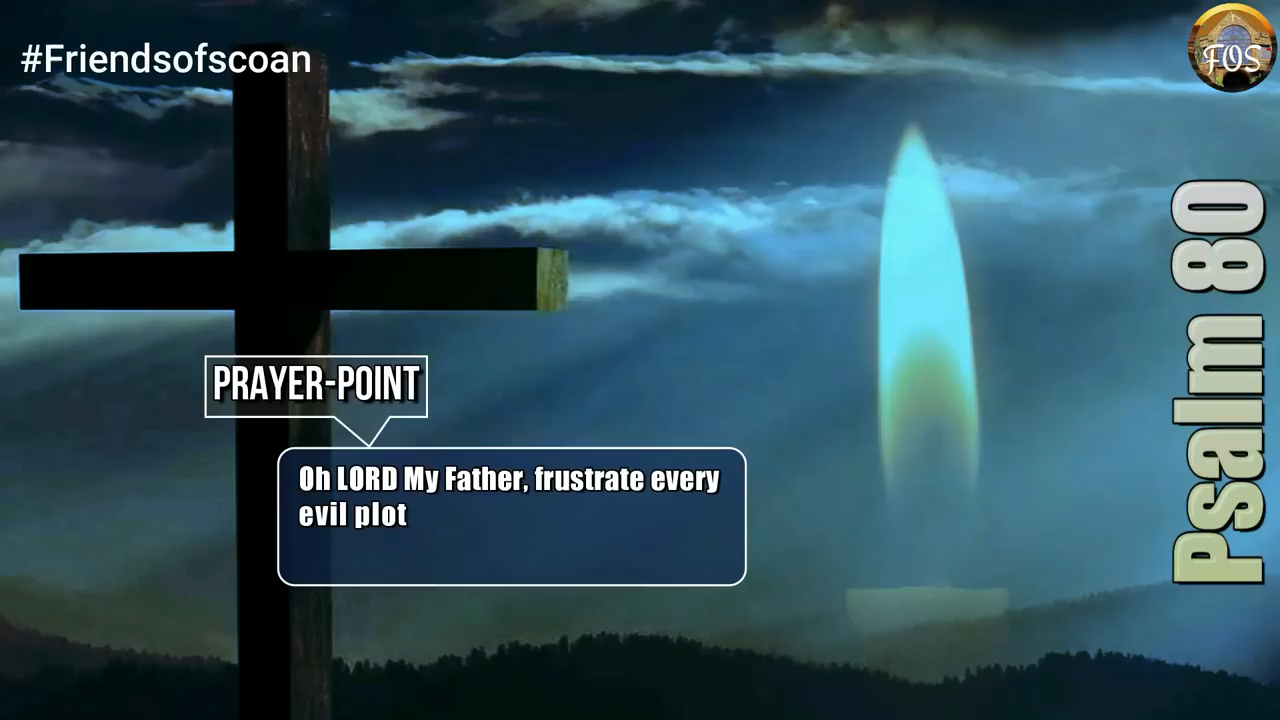 #Friendsofscoan
FOS
PRAYER-POINT
Oh LORD My Father, frustrate every
evil plot
Psalm 80